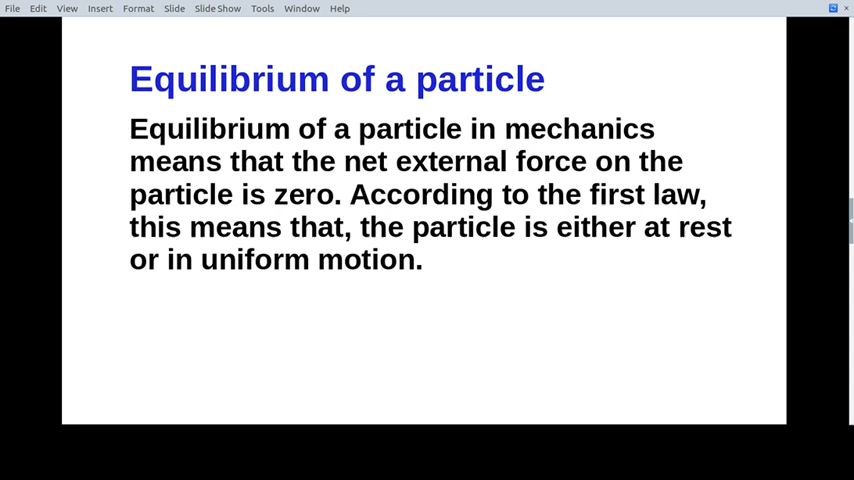 File Edit View Insert Format Slide Slide Show Tools Window Help
Equilibrium of a particle
Equilibrium of a particle in mechanics
means that the net external force on the
particle is zero. According to the first law,
this means that, the particle is either at rest
or in uniform motion.